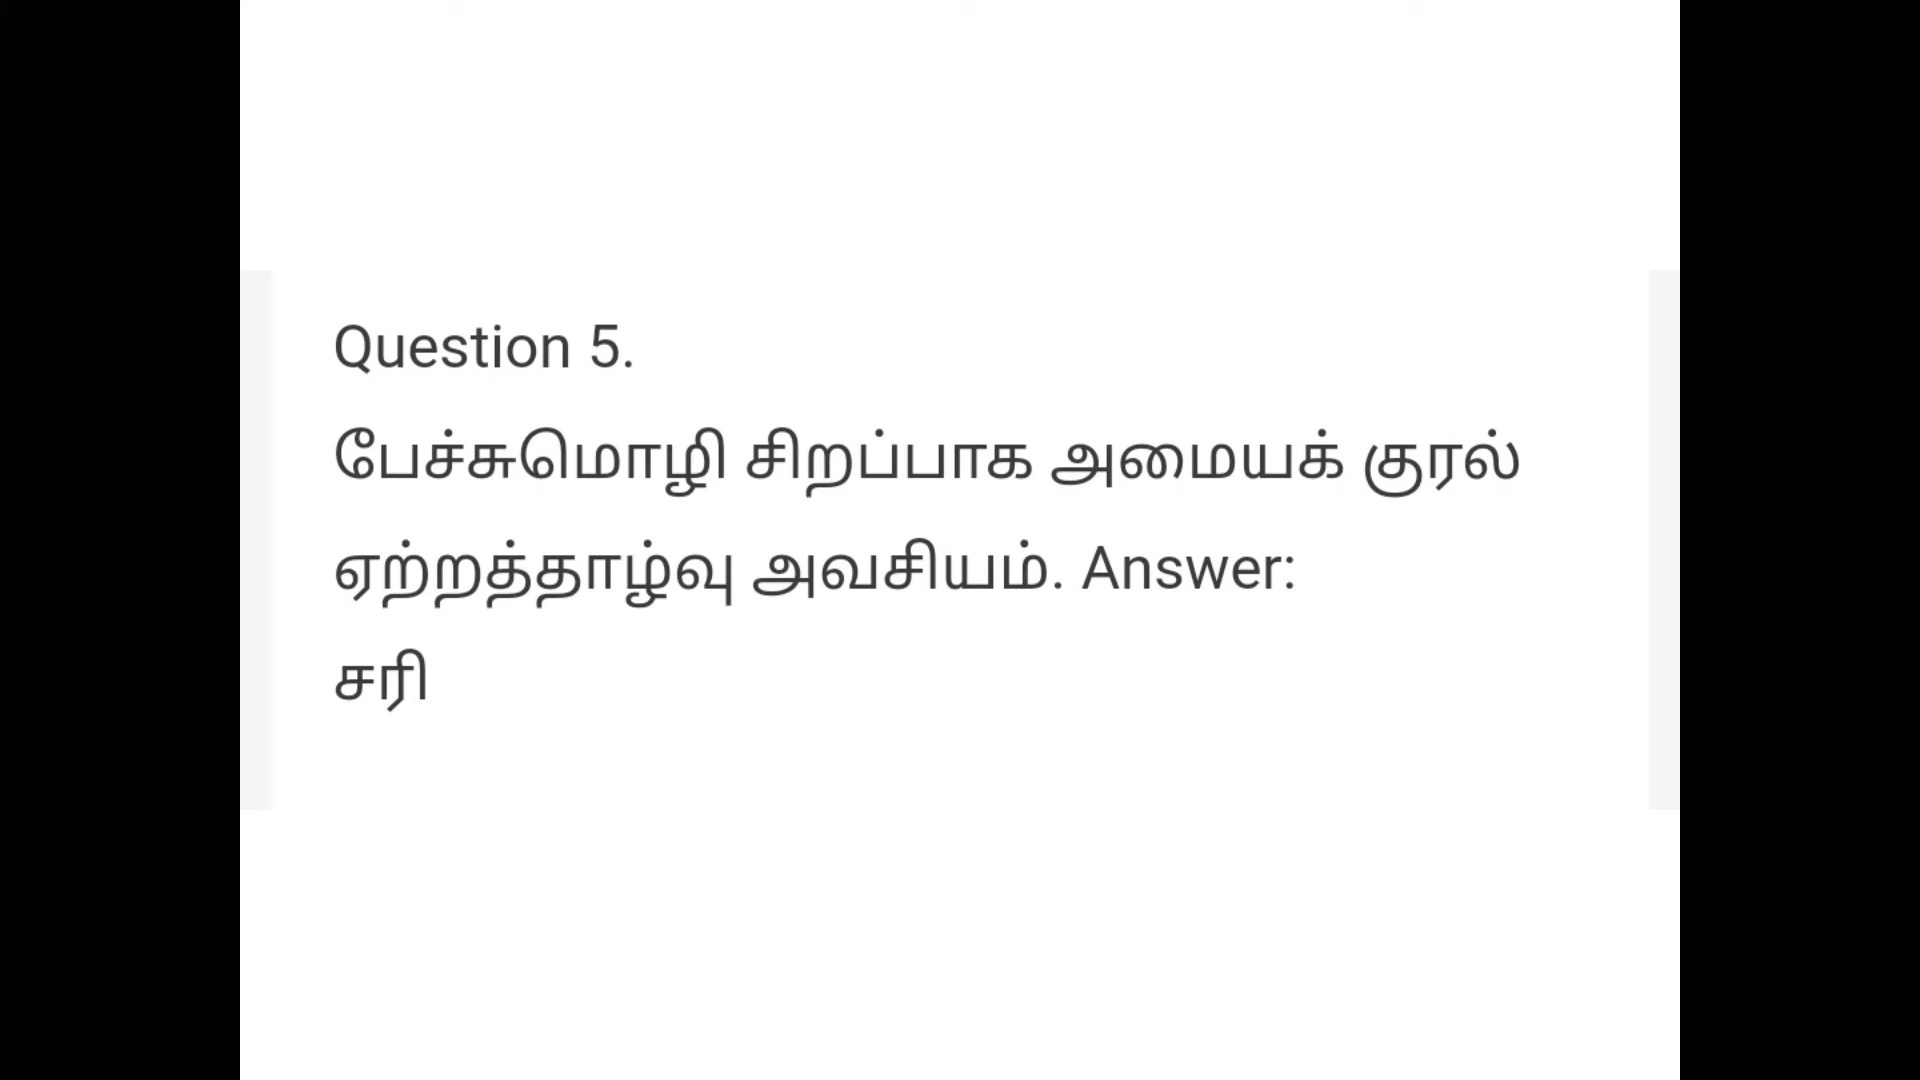 Question 5.
பேச்சுமொழி சிறப்பாக அமையக் குரல்
ஏற்றத்தாழ்வு அவசியம். Answer:
சரி